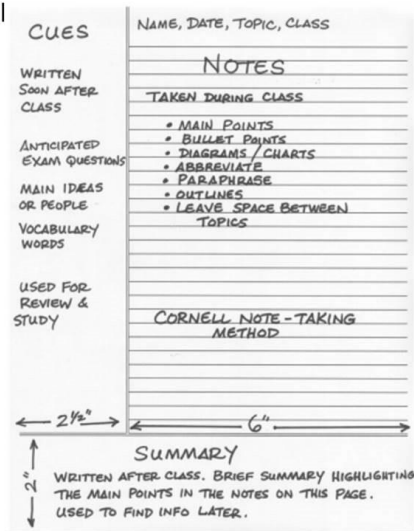 CUES
WRITTEN
SOON AFTER
CLASS
ANTICIPATED
EXAM QUESTIONS
MAIN IDEAS
OR PEOPLE
VOCABULARY
WORDS
USED FOR
REVIEW &
STUDY
2 1/2"
NAME, DATE, TOPIC, CLASS
NOTES
TAKEN DURING CLASS
• MAIN POINTS
• BULLET POINTS
• DIAGRAMS/CHARTS
• ABBREVIATE
• PARAPHRASE
• OUTLINES
• LEAVE SPACE BETWEEN
TOPICS
CORNELL NOTE-TAKING
METHOD
6"
2"
SUMMARY
WRITTEN AFTER CLASS. BRIEF SUMMARY HIGHLIGHTING
THE MAIN POINTS IN THE NOTES ON THIS PAGE.
USED TO FIND INFO LATER.